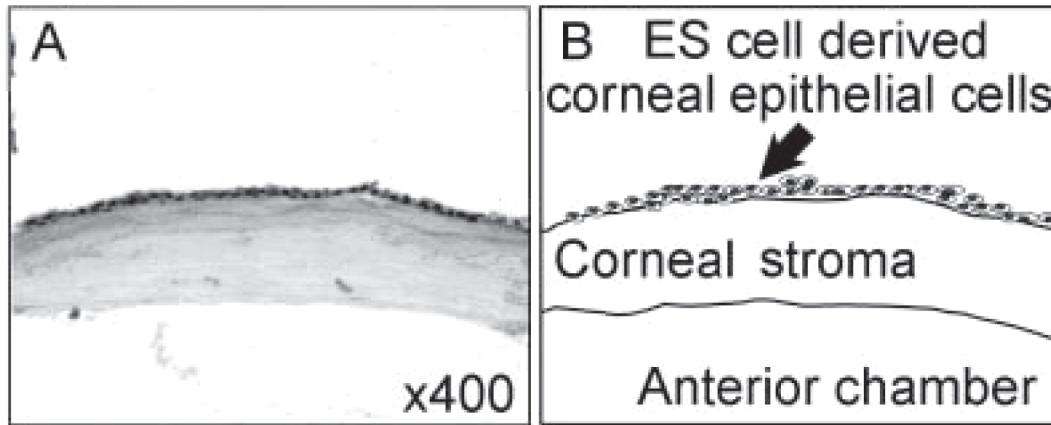 A
x400
B ES cell derived
corneal epithelial cells
Corneal stroma
Anterior chamber